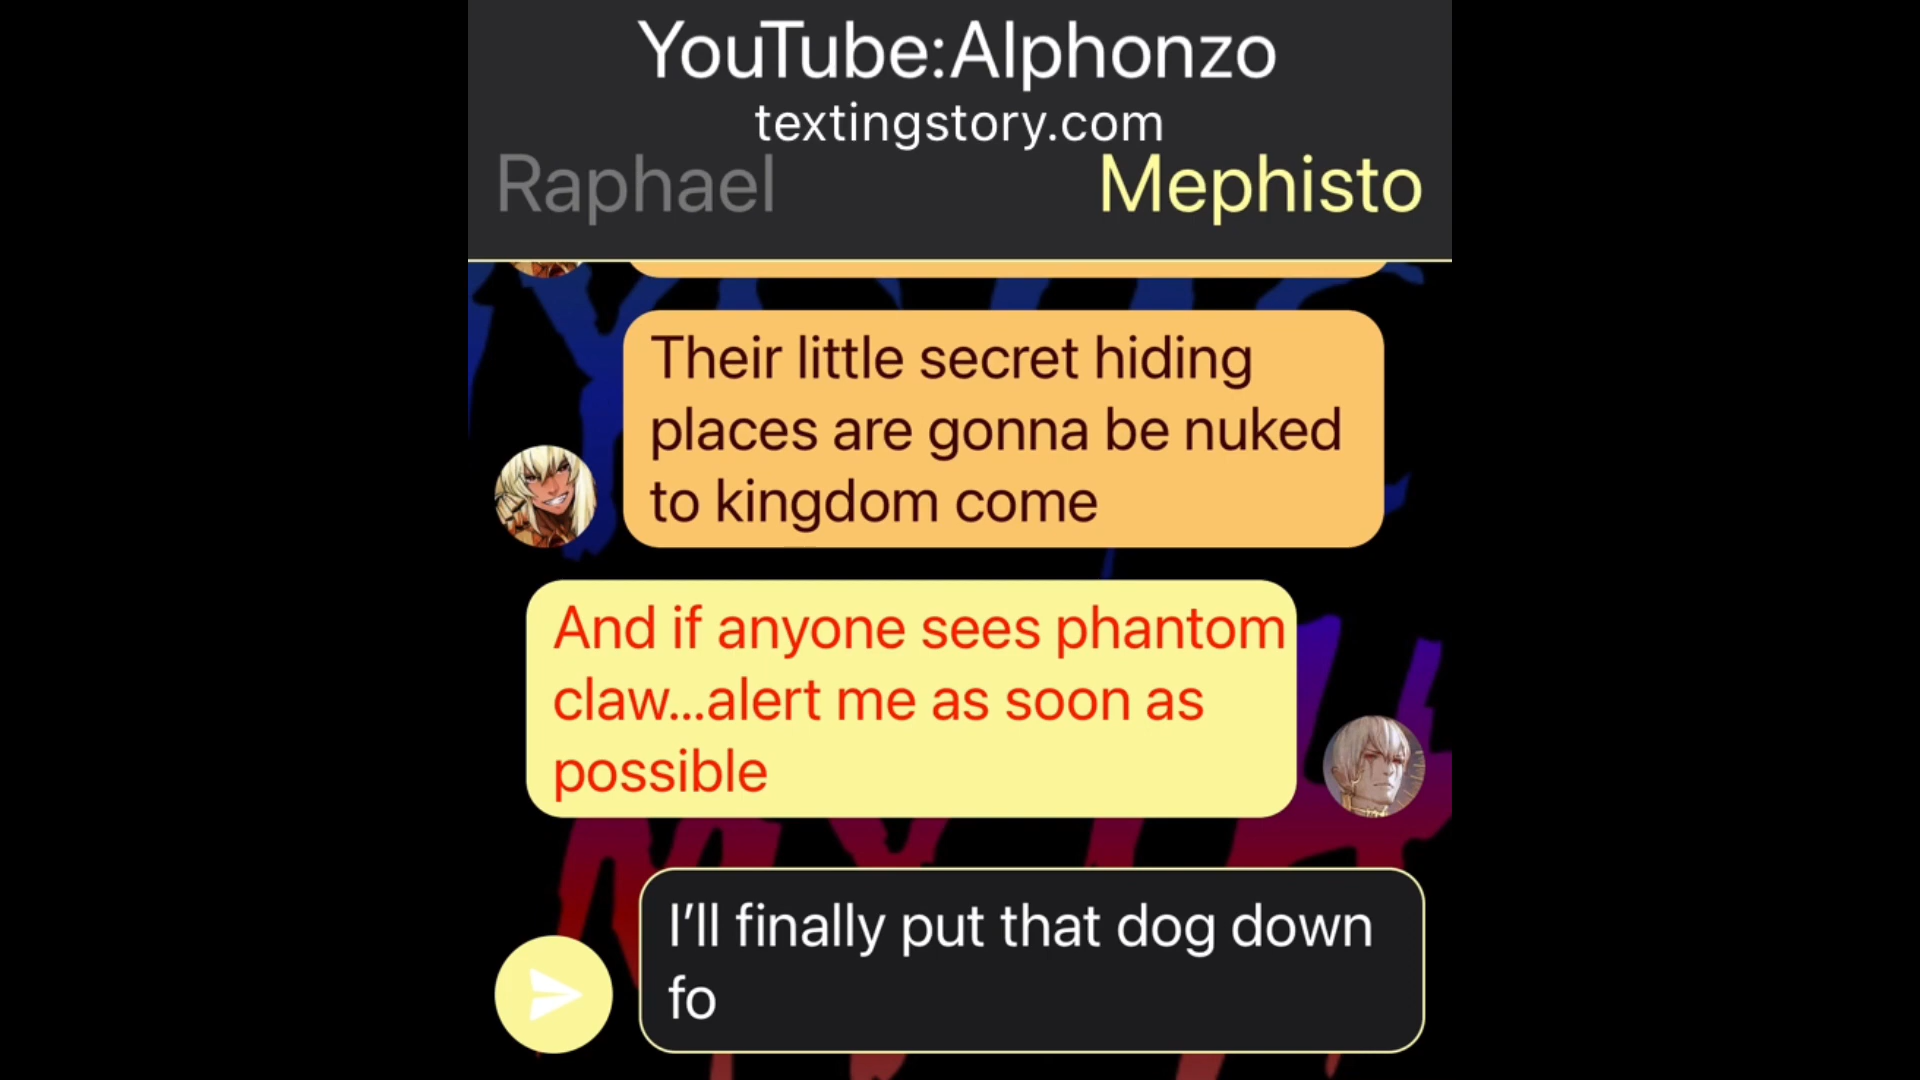 YouTube:Alphonzo
textingstory.com
Raphael
Mephisto
Their little secret hiding
places are gonna be nuked
to kingdom come
And if anyone sees phantom
claw...alert me as soon as
possible
I’ll finally put that dog down
fo